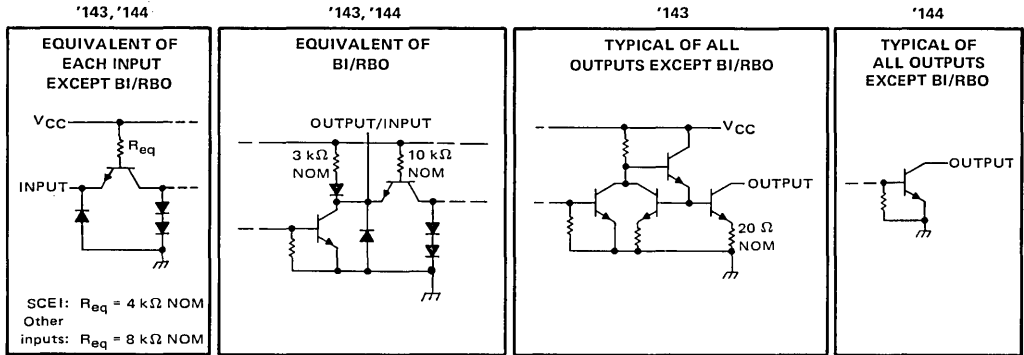 '143, '144
EQUIVALENT OF
EACH INPUT
EXCEPT BI/RBO
VCC
Req
INPUT
SCEI: Req = 4 kΩ NOM
Other
inputs: Req = 8 kΩ NOM
'143, '144
EQUIVALENT OF
BI/RBO
OUTPUT/INPUT
3 kΩ
NOM
10 kΩ
NOM
'143
TYPICAL OF ALL
OUTPUTS EXCEPT BI/RBO
VCC
OUTPUT
20 Ω
NOM
'144
TYPICAL OF
ALL OUTPUTS
EXCEPT BI/RBO
OUTPUT